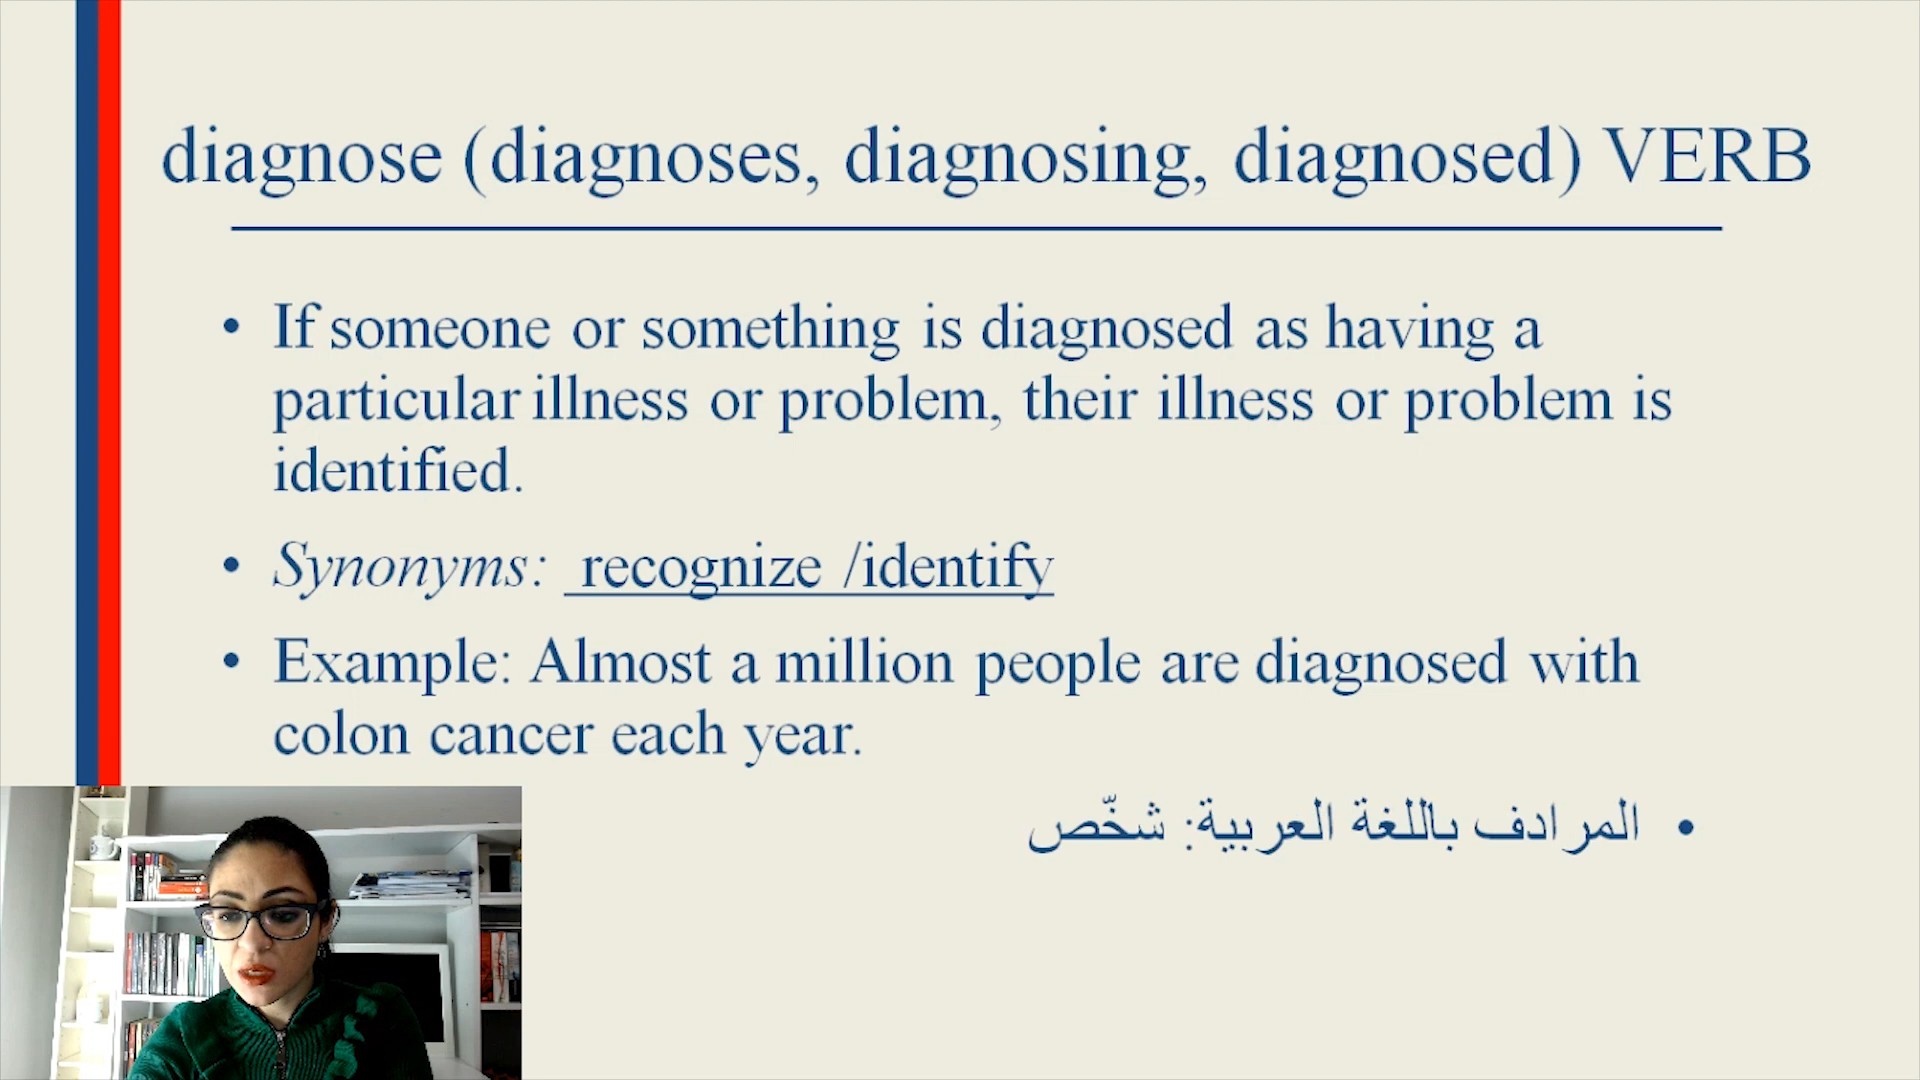 diagnose (diagnoses, diagnosing, diagnosed) VERB
• If someone or something is diagnosed as having a
particular illness or problem, their illness or problem is
identified.
• Synonyms: recognize /identify
• Example: Almost a million people are diagnosed with
colon cancer each year.
• المرادف باللغة العربية: شخّص